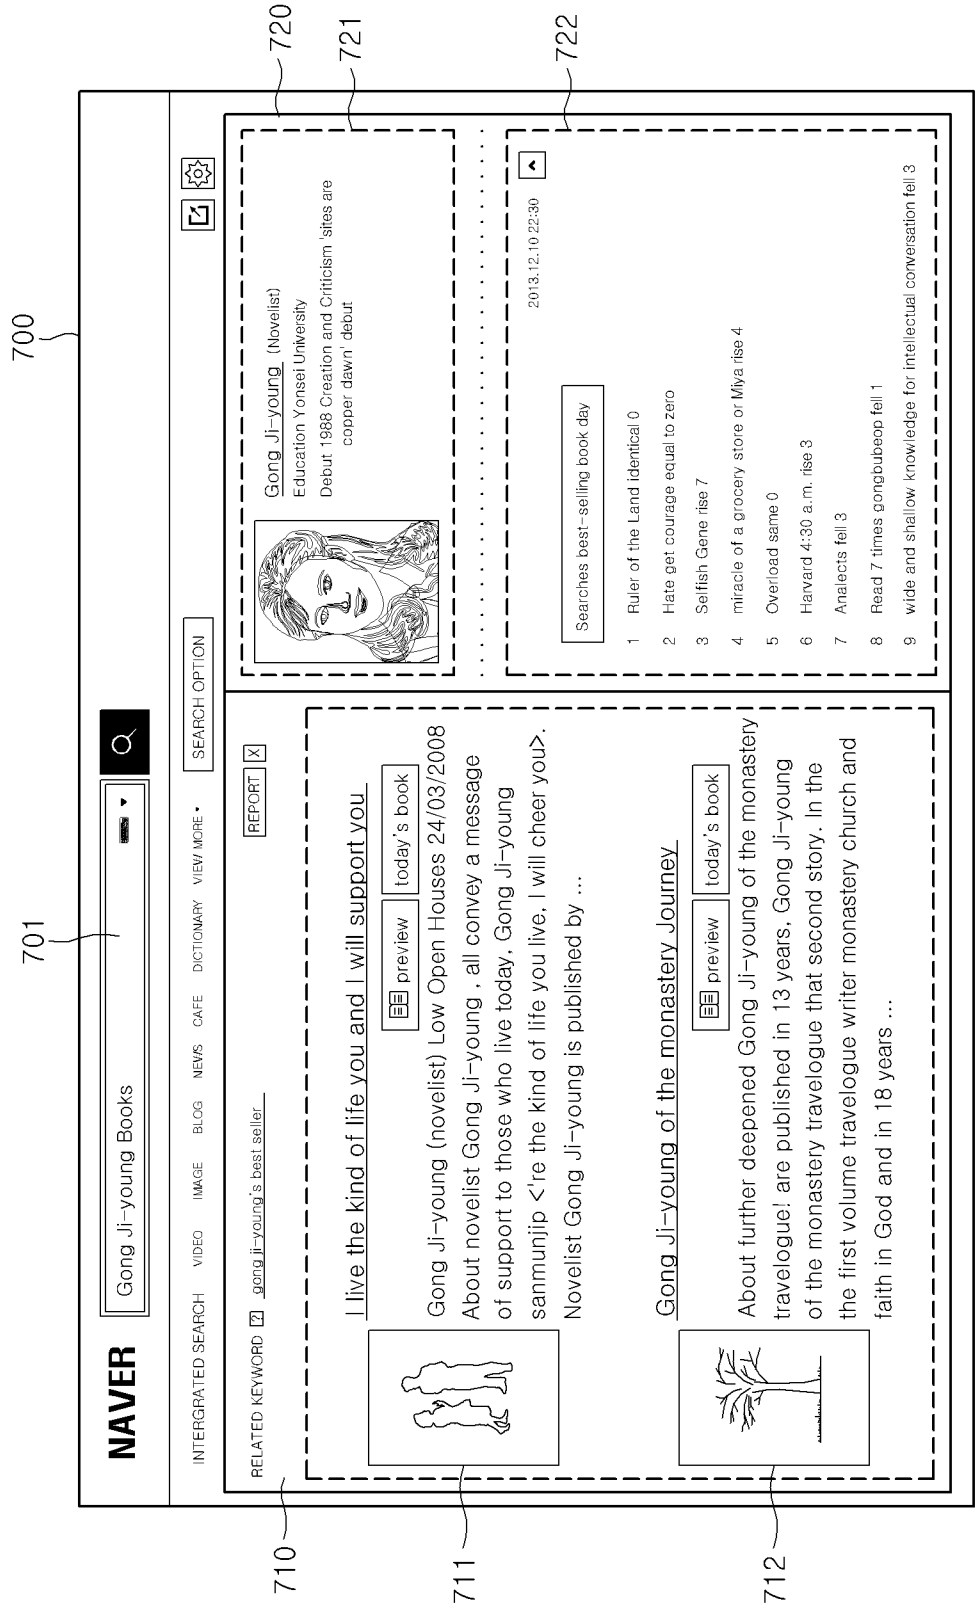 700
701
NAVER
Gong Ji-young Books
INTERGRATED SEARCH VIDEO IMAGE BLOG NEWS CAFE DICTIONARY VIEW MORE SEARCH OPTION
710
RELATED KEYWORD ? gong ji-young's best seller REPORT X
711
I live the kind of life you and I will support you
preview today's book
Gong Ji-young (novelist) Low Open Houses 24/03/2008
About novelist Gong Ji-young , all convey a message
of support to those who live today, Gong Ji-young
sanmunjip <'re the kind of life you live, I will cheer you>.
Novelist Gong Ji-young is published by ...
712
Gong Ji-young of the monastery Journey
preview today's book
About further deepened Gong Ji-young of the monastery
travelogue! are published in 13 years, Gong Ji-young
of the monastery travelogue that second story. In the
the first volume travelogue writer monastery church and
faith in God and in 18 years ...
720
721
Gong Ji-young (Novelist)
Education Yonsei University
Debut 1988 Creation and Criticism 'sites are
copper dawn' debut
722
2013.12.10 22:30
Searches best-selling book day
1 Ruler of the Land identical 0
2 Hate get courage equal to zero
3 Selfish Gene rise 7
4 miracle of a grocery store or Miya rise 4
5 Overload same 0
6 Harvard 4:30 a.m. rise 3
7 Analects fell 3
8 Read 7 times gongbubeop fell 1
9 wide and shallow knowledge for intellectual conversation fell 3